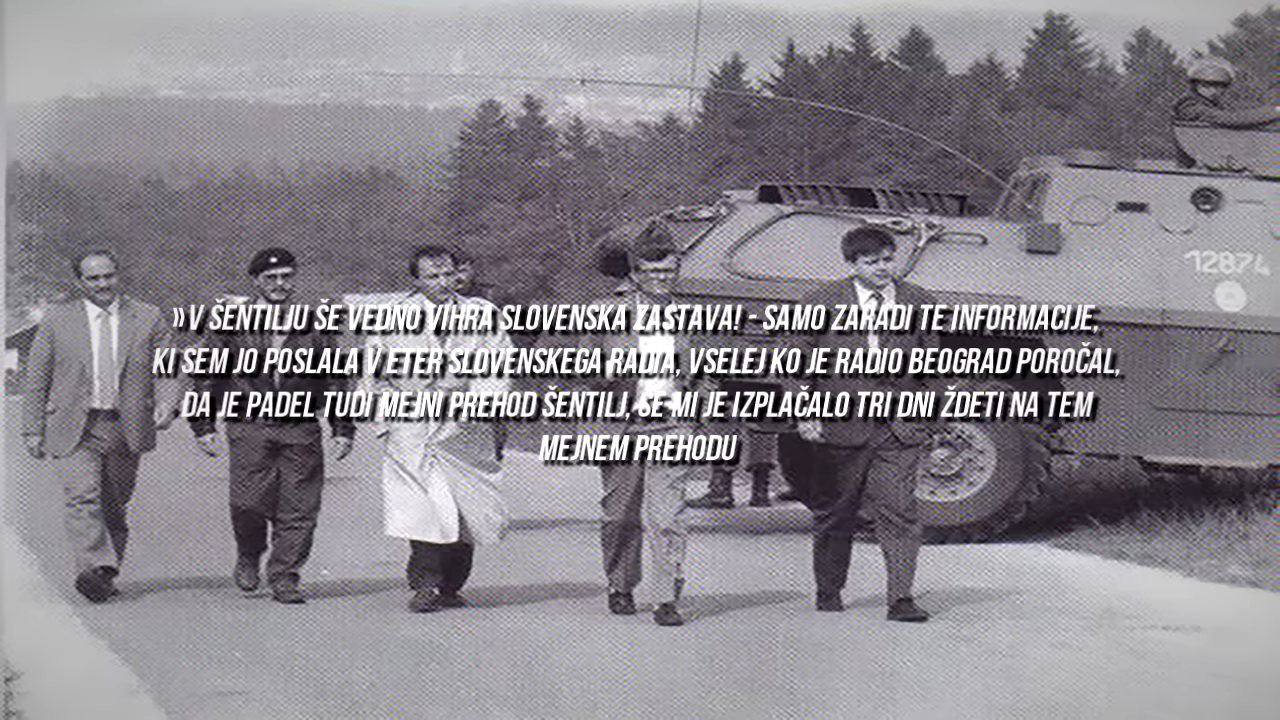 » V ŠENTILJU ŠE VEDNO VIHRA SLOVENSKA ZASTAVA! - SAMO ZARADI TE INFORMACIJE,
KI SEM JO POSLALA V ETER SLOVENSKEGA RADIA, VSELEJ KO JE RADIO BEOGRAD POROČAL,
DA JE PADEL TUDI MEJNI PREHOD ŠENTILJ, SE MI JE IZPLAČALO TRI DNI ŽDETI NA TEM
MEJNEM PREHODU
12874